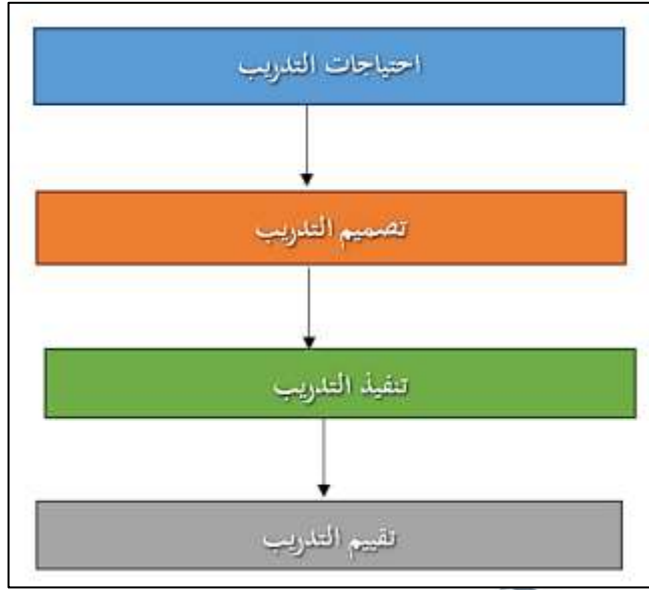 احتياجات التدريب
تصميم التدريب
تنفيذ التدريب
تقييم التدريب